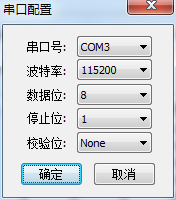 串口配置
串口号: COM3
波特率: 115200
数据位: 8
停止位: 1
校验位: None
确定 取消